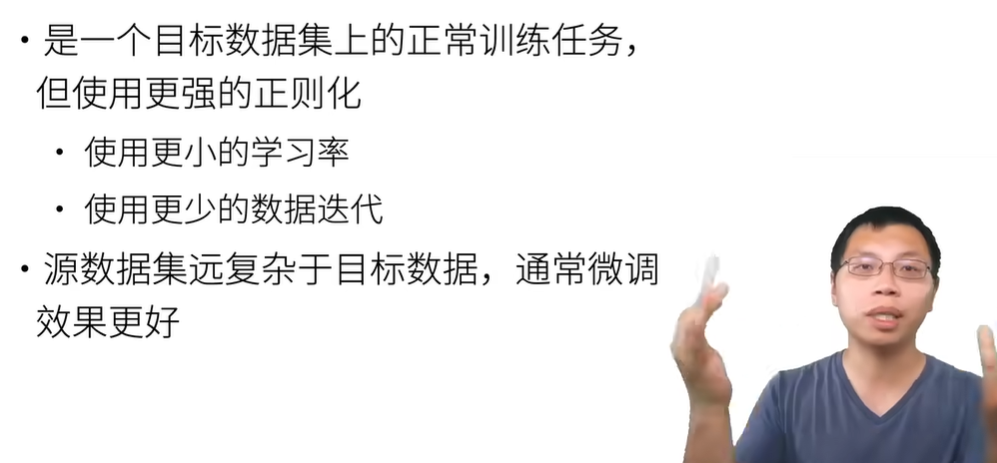 • 是一个目标数据集上的正常训练任务，
但使用更强的正则化
• 使用更小的学习率
• 使用更少的数据迭代
• 源数据集远复杂于目标数据，通常微调
效果更好